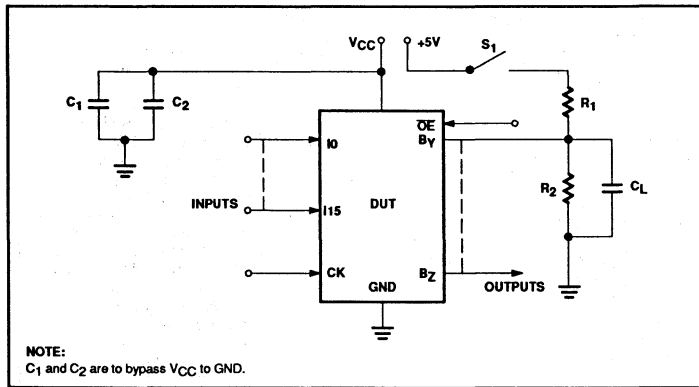 VCC +5V S1
C1 C2 R1
OE
I0 BY
R2 CL
INPUTS DUT
I15
CK BZ
GND OUTPUTS
NOTE:
C1 and C2 are to bypass VCC to GND.